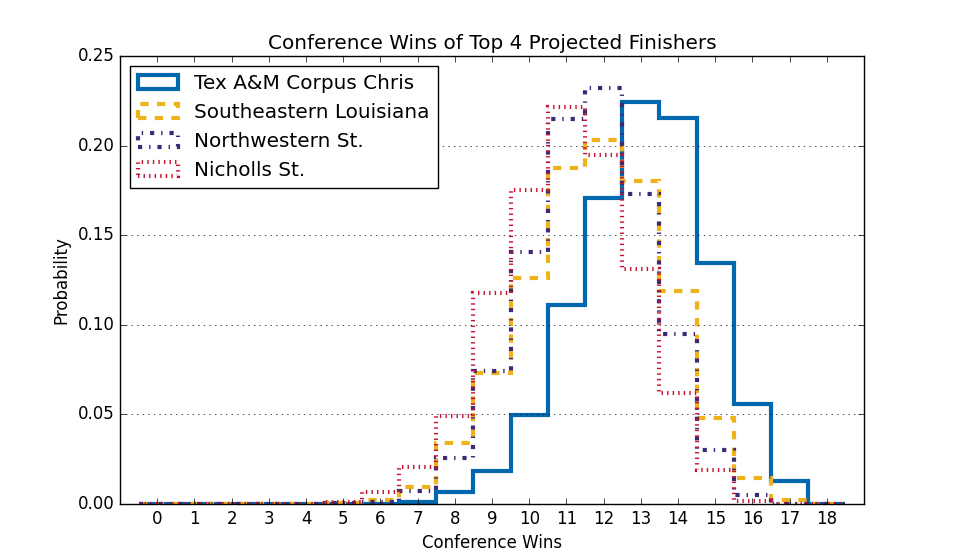 Conference Wins of Top 4 Projected Finishers
Tex A&M Corpus Chris
Southeastern Louisiana
Northwestern St.
Nicholls St.
Probability
0.25
0.20
0.15
0.10
0.05
0.00
0 1 2 3 4 5 6 7 8 9 10 11 12 13 14 15 16 17 18
Conference Wins